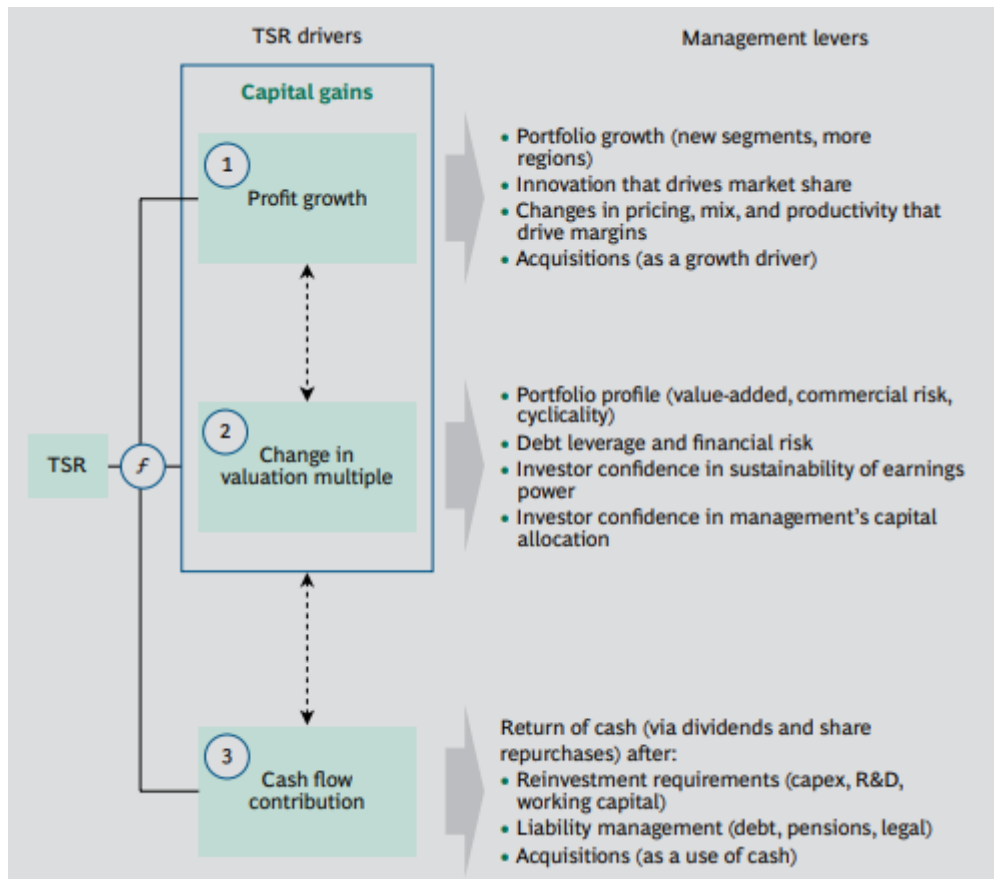 TSR drivers
Management levers
Capital gains
1
Profit growth
• Portfolio growth (new segments, more
regions)
• Innovation that drives market share
• Changes in pricing, mix, and productivity that
drive margins
• Acquisitions (as a growth driver)
TSR
f
2
Change in
valuation multiple
• Portfolio profile (value-added, commercial risk,
cyclicality)
• Debt leverage and financial risk
• Investor confidence in sustainability of earnings
power
• Investor confidence in management’s capital
allocation
3
Cash flow
contribution
Return of cash (via dividends and share
repurchases) after:
• Reinvestment requirements (capex, R&D,
working capital)
• Liability management (debt, pensions, legal)
• Acquisitions (as a use of cash)